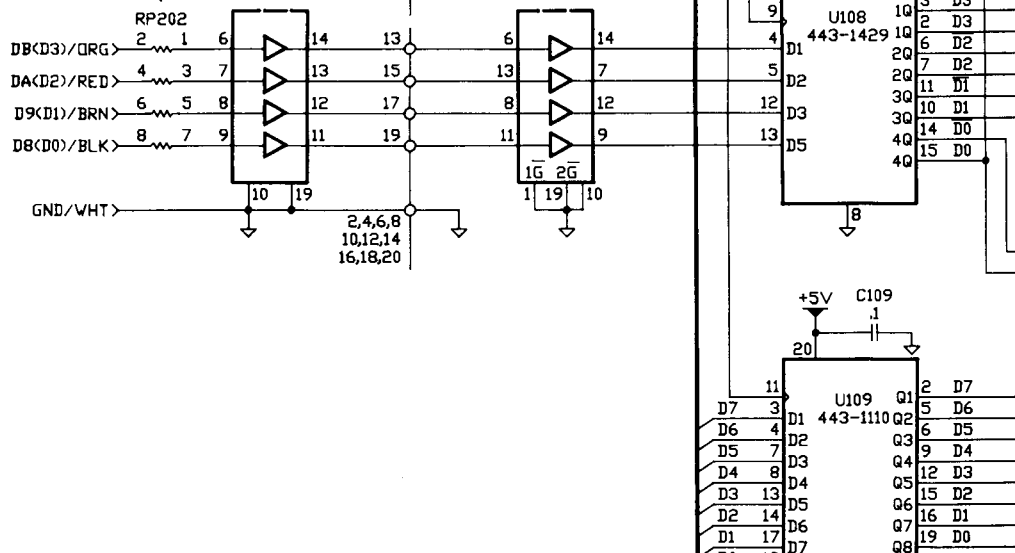 RP202
DB(D3)/ORG 2 1 6 14 13 6 14 4 D1
DA(D2)/RED 4 3 7 13 15 13 7 5 D2
D9(D1)/BRN 6 5 8 12 17 8 12 12 D3
D8(D0)/BLK 8 7 9 11 19 11 9 13 D5
10 19
1G 2G
1 19 10
GND/WHT
2,4,6,8
10,12,14
16,18,20
9
U108
443-1429
1Q 3 D3
1Q 2 D3
2Q 6 D2
2Q 7 D2
3Q 11 D1
3Q 10 D1
4Q 14 D0
4Q 15 D0
8
+5V C109
.1
20
11
U109
443-1110
D7 3 D1
D6 4 D2
D5 7 D3
D4 8 D4
D3 13 D5
D2 14 D6
D1 17 D7
Q1 2 D7
Q2 5 D6
Q3 6 D5
Q4 9 D4
Q5 12 D3
Q6 15 D2
Q7 16 D1
Q8 19 D0